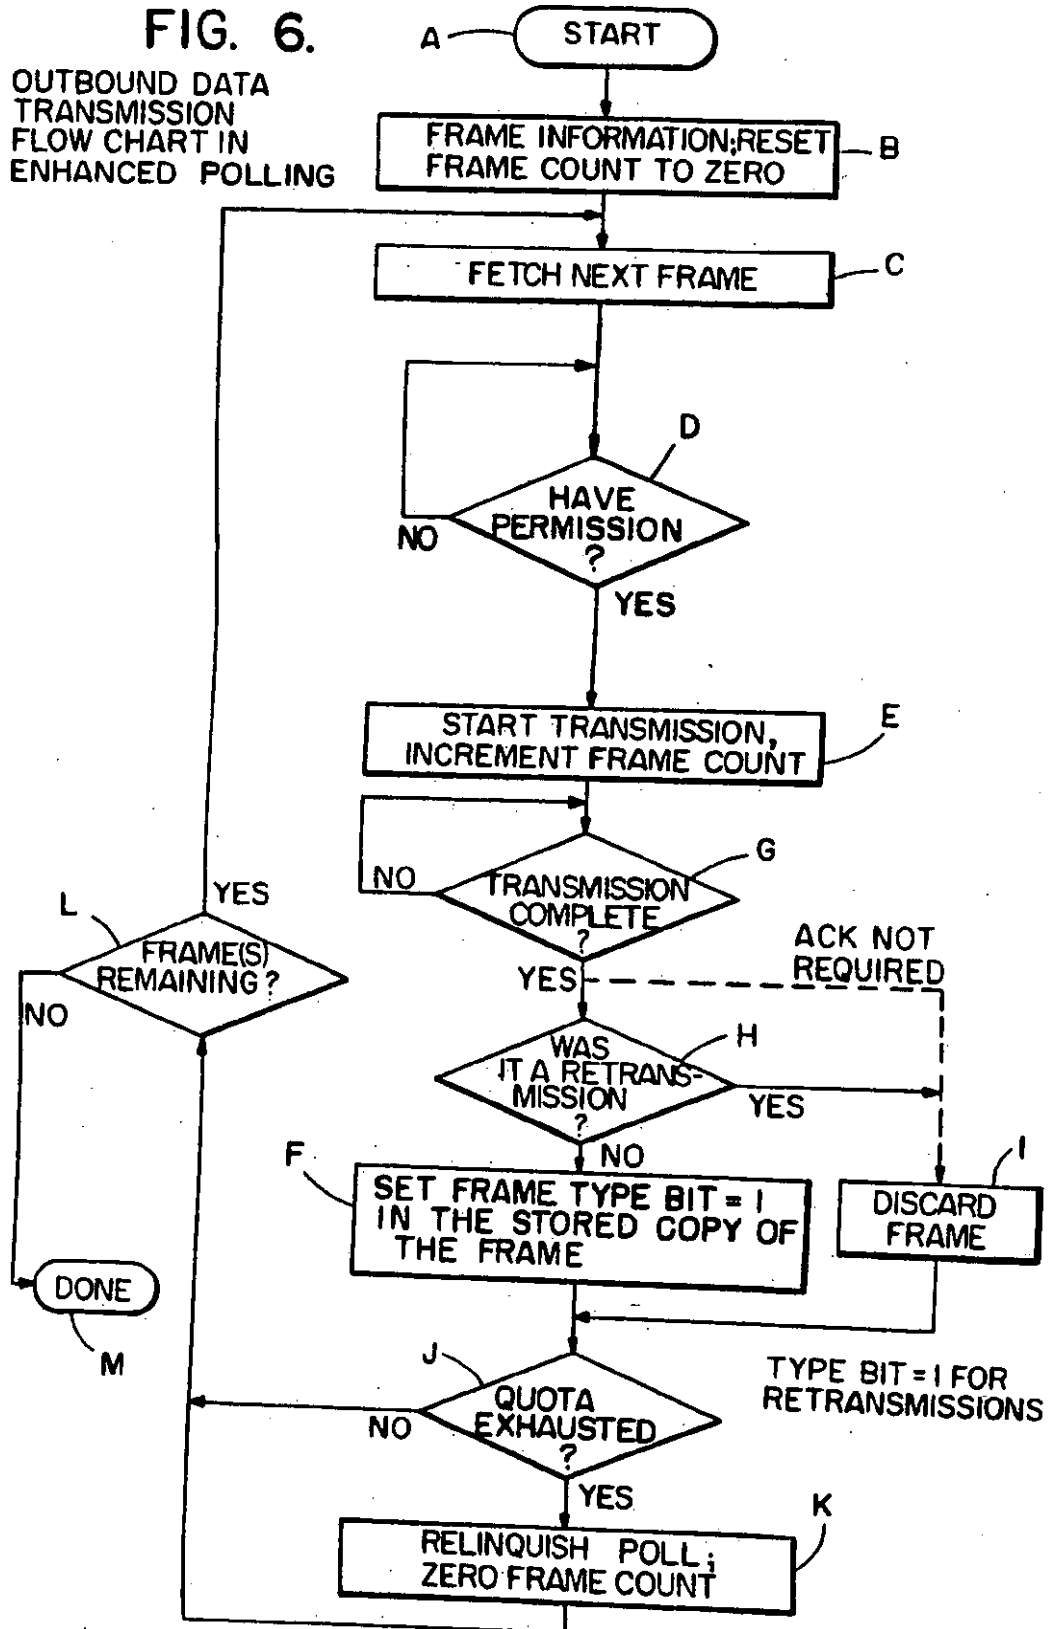 FIG. 6.
OUTBOUND DATA
TRANSMISSION
FLOW CHART IN
ENHANCED POLLING
A
START
FRAME INFORMATION;RESET
FRAME COUNT TO ZERO
B
FETCH NEXT FRAME
C
D
HAVE
PERMISSION
?
NO
YES
START TRANSMISSION,
INCREMENT FRAME COUNT
E
G
TRANSMISSION
COMPLETE
?
NO
YES
ACK NOT
REQUIRED
L
YES
FRAME(S)
REMAINING ?
NO
H
WAS
IT A RETRANS-
MISSION
?
YES
NO
F
SET FRAME TYPE BIT = 1
IN THE STORED COPY OF
THE FRAME
I
DISCARD
FRAME
DONE
M
J
QUOTA
EXHAUSTED
?
NO
YES
TYPE BIT = 1 FOR
RETRANSMISSIONS
K
RELINQUISH POLL;
ZERO FRAME COUNT